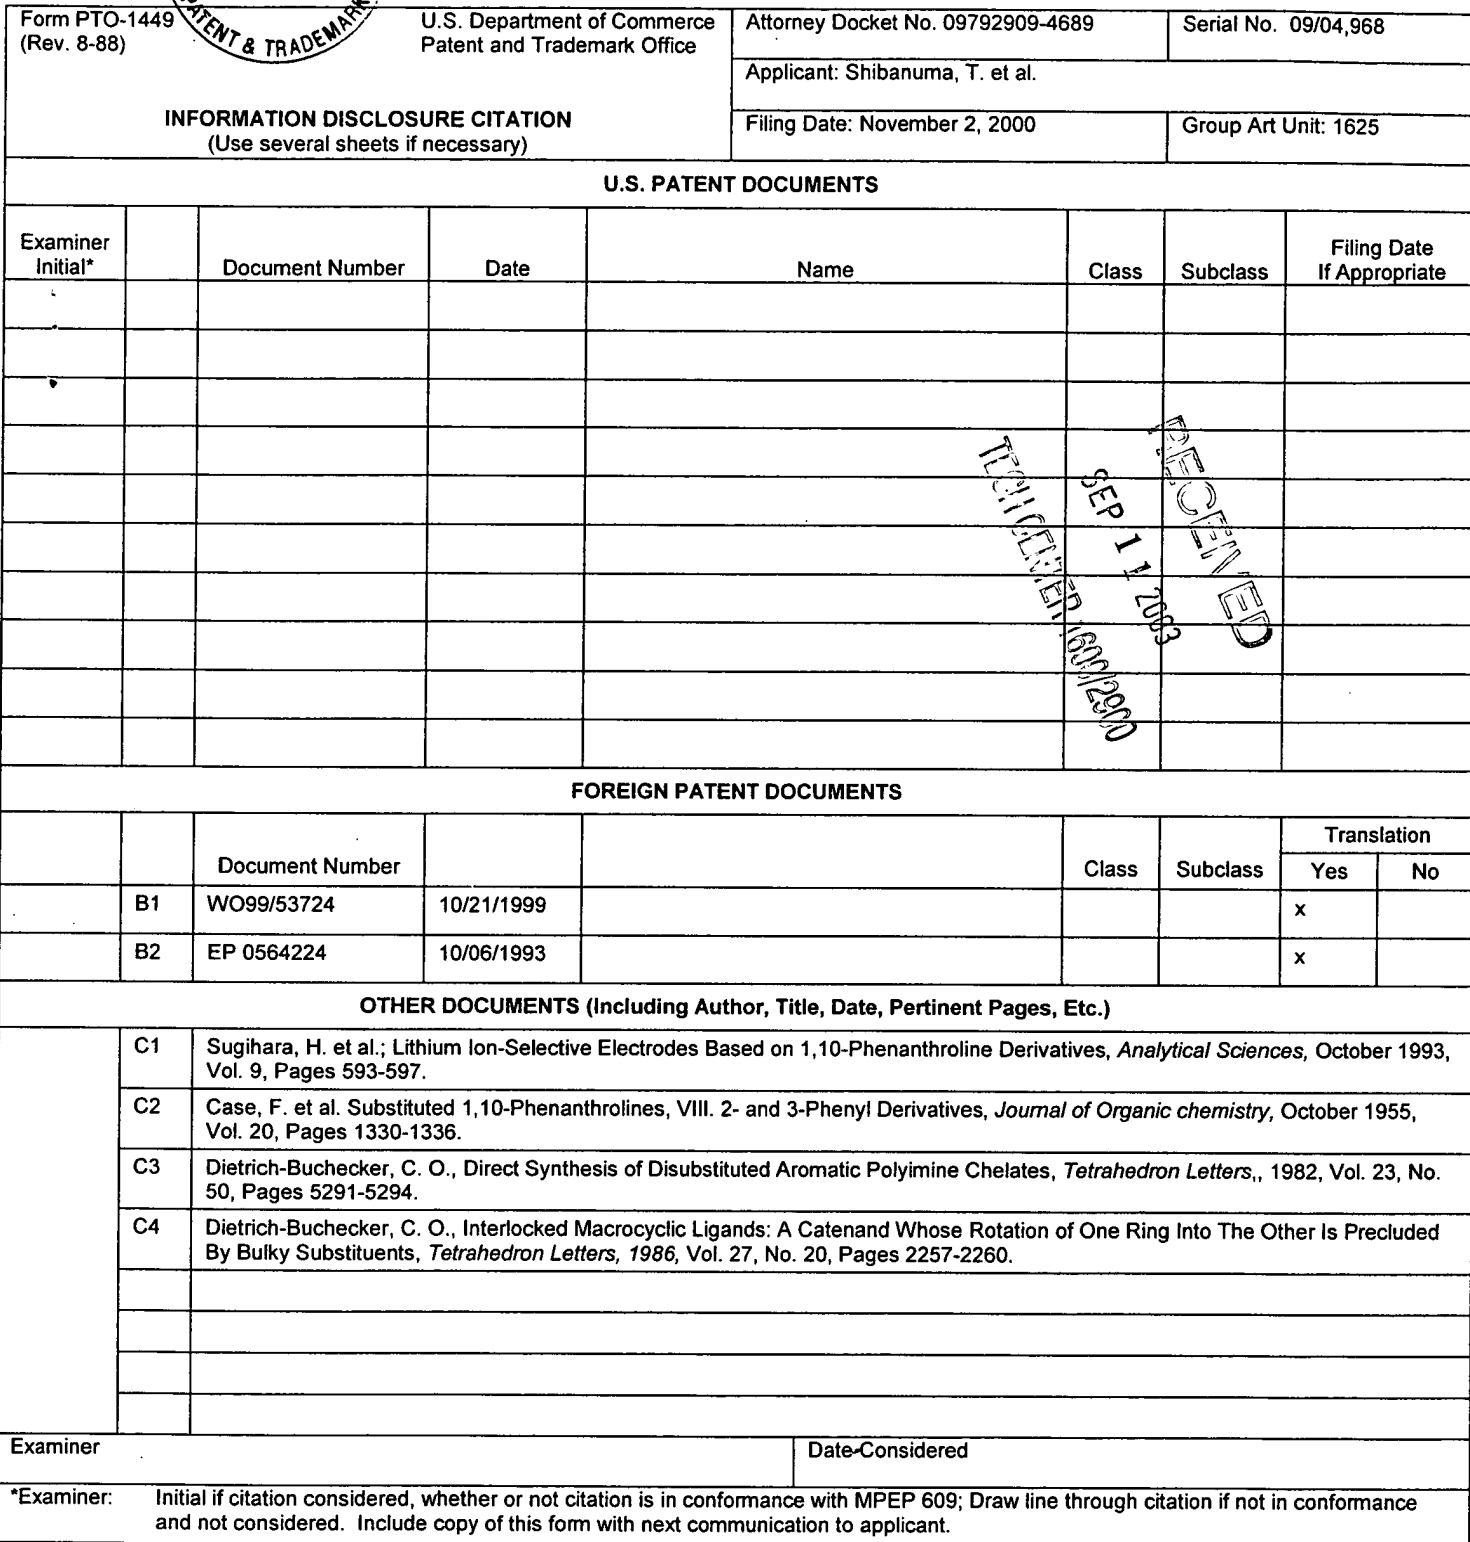 Form PTO-1449
(Rev. 8-88)
PATENT & TRADEMARK
U.S. Department of Commerce
Patent and Trademark Office
Attorney Docket No. 09792909-4689
Serial No. 09/04,968
Applicant: Shibanuma, T. et al.
INFORMATION DISCLOSURE CITATION
(Use several sheets if necessary)
Filing Date: November 2, 2000
Group Art Unit: 1625
U.S. PATENT DOCUMENTS
Examiner
Initial*
Document Number
Date
Name
Class
Subclass
Filing Date
If Appropriate
RECEIVED
SEP 11 2003
TECH CENTER 1600/2900
FOREIGN PATENT DOCUMENTS
Document Number
Class
Subclass
Translation
Yes
No
B1 WO99/53724 10/21/1999 x
B2 EP 0564224 10/06/1993 x
OTHER DOCUMENTS (Including Author, Title, Date, Pertinent Pages, Etc.)
C1 Sugihara, H. et al.; Lithium Ion-Selective Electrodes Based on 1,10-Phenanthroline Derivatives, Analytical Sciences, October 1993,
Vol. 9, Pages 593-597.
C2 Case, F. et al. Substituted 1,10-Phenanthrolines, VIII. 2- and 3-Phenyl Derivatives, Journal of Organic chemistry, October 1955,
Vol. 20, Pages 1330-1336.
C3 Dietrich-Buchecker, C. O., Direct Synthesis of Disubstituted Aromatic Polyimine Chelates, Tetrahedron Letters,, 1982, Vol. 23, No.
50, Pages 5291-5294.
C4 Dietrich-Buchecker, C. O., Interlocked Macrocyclic Ligands: A Catenand Whose Rotation of One Ring Into The Other Is Precluded
By Bulky Substituents, Tetrahedron Letters, 1986, Vol. 27, No. 20, Pages 2257-2260.
Examiner
Date Considered
*Examiner: Initial if citation considered, whether or not citation is in conformance with MPEP 609; Draw line through citation if not in conformance
and not considered. Include copy of this form with next communication to applicant.